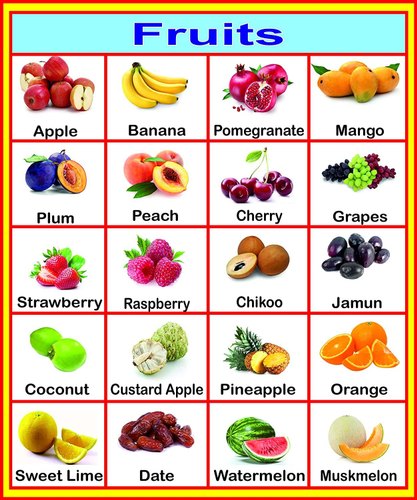 Fruits
Apple
Banana
Pomegranate
Mango
Plum
Peach
Cherry
Grapes
Strawberry
Raspberry
Chikoo
Jamun
Coconut
Custard Apple
Pineapple
Orange
Sweet Lime
Date
Watermelon
Muskmelon